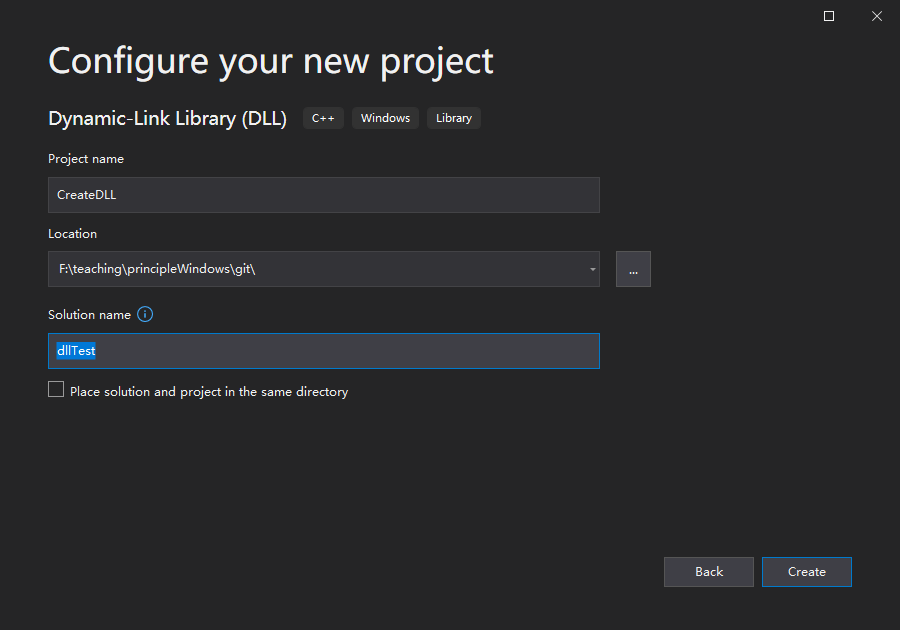 Configure your new project
Dynamic-Link Library (DLL) C++ Windows Library
Project name
CreateDLL
Location
F:\teaching\principleWindows\git\
...
Solution name
dllTest
Place solution and project in the same directory
Back Create